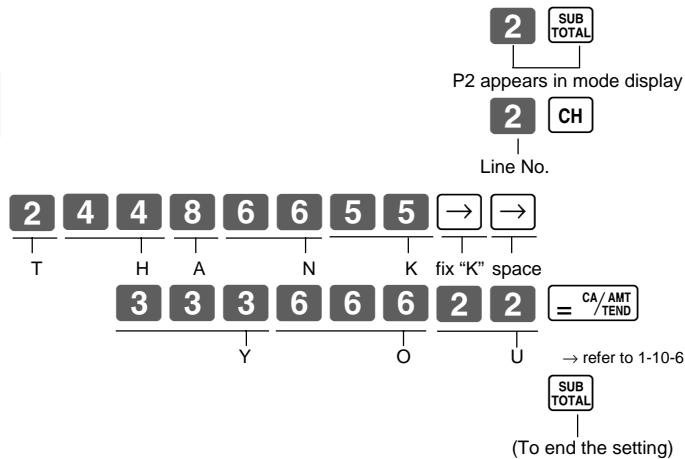 2 SUB TOTAL
P2 appears in mode display
2 CH
Line No.
2 4 4 8 6 6 5 5 → →
T H A N K fix “K” space
3 3 3 6 6 6 2 2 = CA/AMT TEND
Y O U → refer to 1-10-6
SUB TOTAL
(To end the setting)